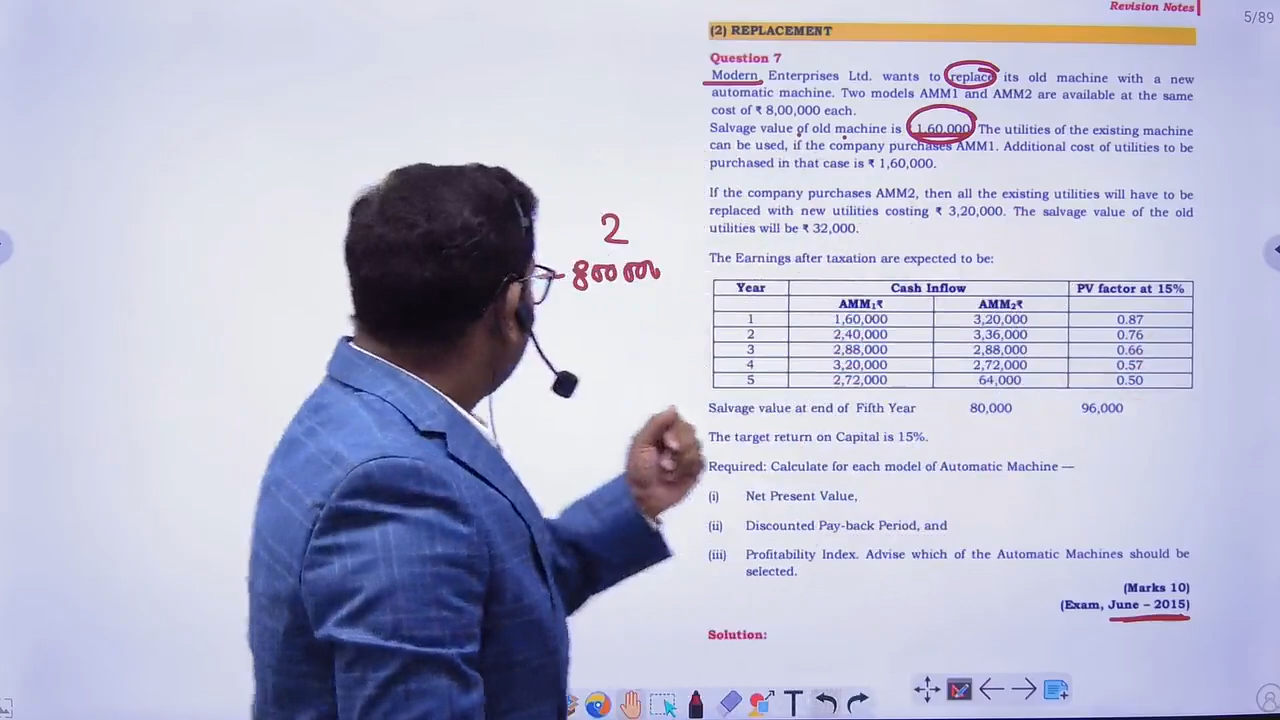 Revision Notes
5/89
(2) REPLACEMENT
Question 7
Modern Enterprises Ltd. wants to replace its old machine with a new
automatic machine. Two models AMM1 and AMM2 are available at the same
cost of ₹ 8,00,000 each.
Salvage value of old machine is ₹ 1,60,000. The utilities of the existing machine
can be used, if the company purchases AMM1. Additional cost of utilities to be
purchased in that case is ₹ 1,60,000.
If the company purchases AMM2, then all the existing utilities will have to be
replaced with new utilities costing ₹ 3,20,000. The salvage value of the old
utilities will be ₹ 32,000.
The Earnings after taxation are expected to be:
Year Cash Inflow PV factor at 15%
AMM₁₹ AMM₂₹
1 1,60,000 3,20,000 0.87
2 2,40,000 3,36,000 0.76
3 2,88,000 2,88,000 0.66
4 3,20,000 2,72,000 0.57
5 2,72,000 64,000 0.50
Salvage value at end of Fifth Year 80,000 96,000
The target return on Capital is 15%.
Required: Calculate for each model of Automatic Machine —
(i) Net Present Value,
(ii) Discounted Pay-back Period, and
(iii) Profitability Index. Advise which of the Automatic Machines should be
selected.
(Marks 10)
(Exam, June – 2015)
Solution:
2
800000
T